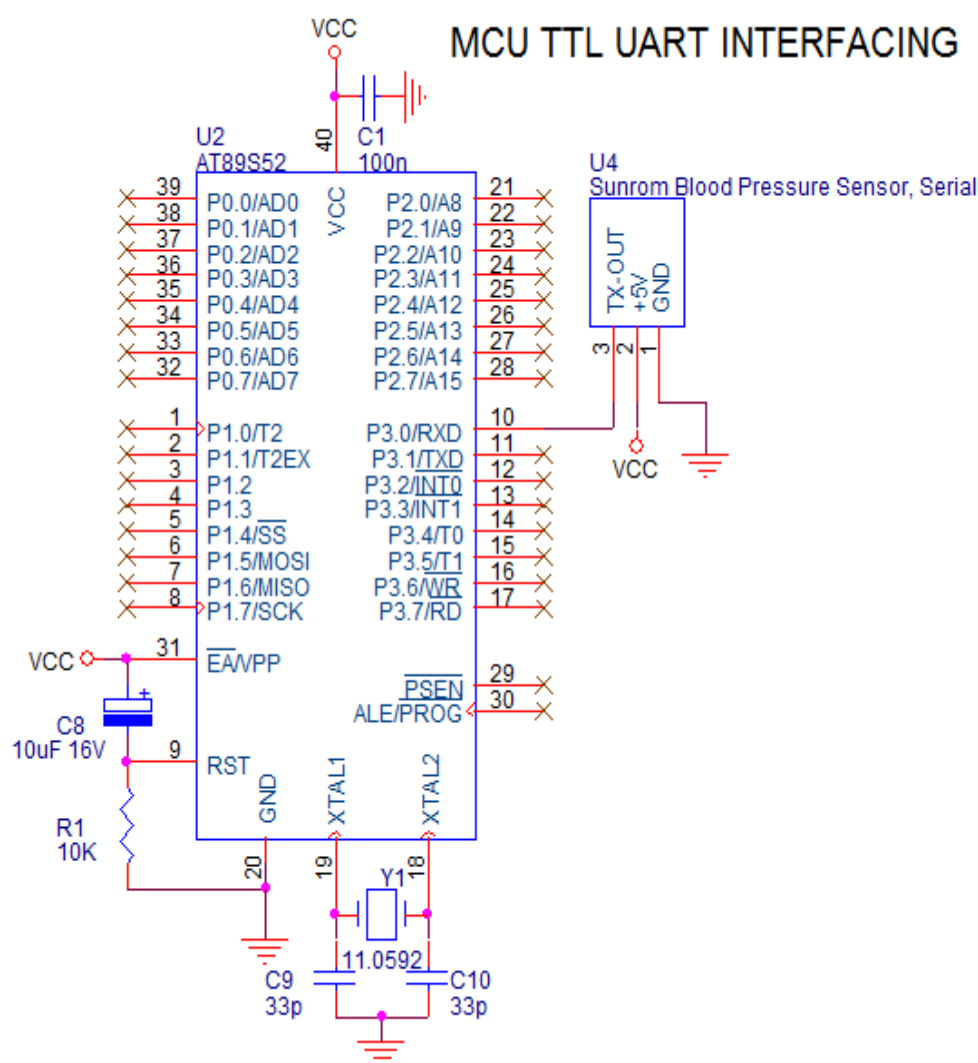 VCC
MCU TTL UART INTERFACING
40
C1
100n
U2
AT89S52
VCC
39 P0.0/AD0
38 P0.1/AD1
37 P0.2/AD2
36 P0.3/AD3
35 P0.4/AD4
34 P0.5/AD5
33 P0.6/AD6
32 P0.7/AD7
1 P1.0/T2
2 P1.1/T2EX
3 P1.2
4 P1.3
5 P1.4/SS
6 P1.5/MOSI
7 P1.6/MISO
8 P1.7/SCK
VCC
31 EA/VPP
+
C8
10uF 16V
9 RST
R1
10K
P2.0/A8 21
P2.1/A9 22
P2.2/A10 23
P2.3/A11 24
P2.4/A12 25
P2.5/A13 26
P2.6/A14 27
P2.7/A15 28
P3.0/RXD 10
P3.1/TXD 11
P3.2/INT0 12
P3.3/INT1 13
P3.4/T0 14
P3.5/T1 15
P3.6/WR 16
P3.7/RD 17
PSEN 29
ALE/PROG 30
GND
XTAL1
XTAL2
20
19
18
Y1
11.0592
C9
33p
C10
33p
U4
Sunrom Blood Pressure Sensor, Serial
TX-OUT
+5V
GND
3
2
1
VCC